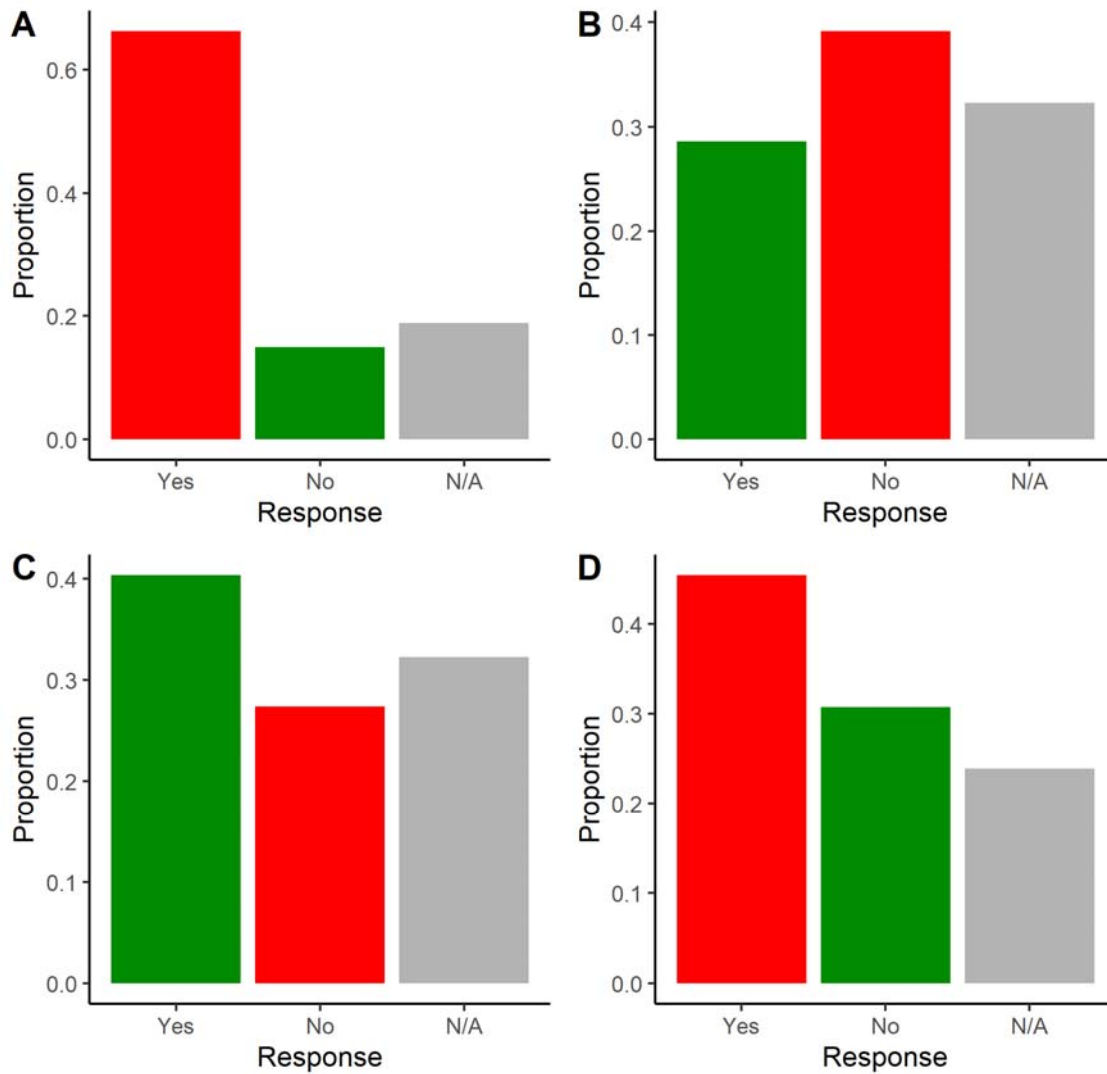 A
Proportion
0.6
0.4
0.2
0.0
Yes No N/A
Response
B
Proportion
0.4
0.3
0.2
0.1
0.0
Yes No N/A
Response
C
Proportion
0.4
0.3
0.2
0.1
0.0
Yes No N/A
Response
D
Proportion
0.4
0.3
0.2
0.1
0.0
Yes No N/A
Response